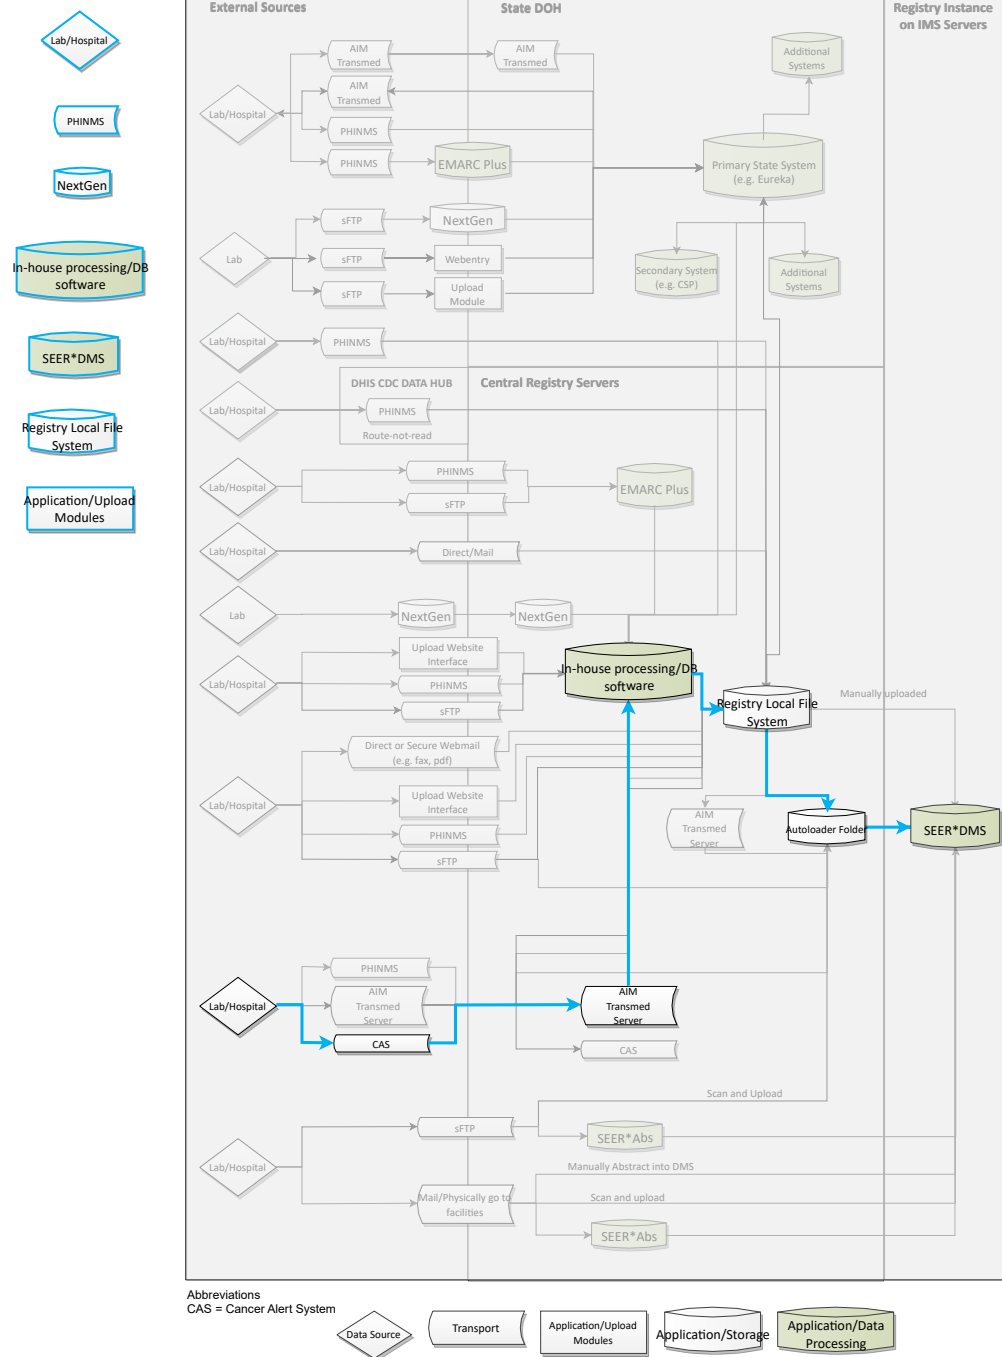 External Sources
State DOH
Registry Instance
on IMS Servers
Lab/Hospital
PHINMS
NextGen
In-house processing/DB
software
SEER*DMS
Registry Local File
System
Application/Upload
Modules
AIM
Transmed
AIM
Transmed
Additional
Systems
Lab/Hospital
AIM
Transmed
PHINMS
PHINMS
EMARC Plus
Primary State System
(e.g. Eureka)
sFTP
NextGen
Lab
sFTP
Webentry
Secondary System
(e.g. CSP)
Additional
Systems
sFTP
Upload
Module
Lab/Hospital
PHINMS
DHIS CDC DATA HUB
Central Registry Servers
Lab/Hospital
PHINMS
Route-not-read
Lab/Hospital
PHINMS
sFTP
EMARC Plus
Lab/Hospital
Direct/Mail
Lab
NextGen
NextGen
Lab/Hospital
Upload Website
Interface
PHINMS
sFTP
In-house processing/DB
software
Registry Local File
System
Manually uploaded
Direct or Secure Webmail
(e.g. fax, pdf)
Lab/Hospital
Upload Website
Interface
PHINMS
sFTP
AIM
Transmed
Server
Autoloader Folder
SEER*DMS
Lab/Hospital
PHINMS
AIM
Transmed
Server
CAS
AIM
Transmed
Server
CAS
Scan and Upload
Lab/Hospital
sFTP
SEER*Abs
Manually Abstract into DMS
Mail/Physically go to
facilities
Scan and upload
SEER*Abs
Abbreviations
CAS = Cancer Alert System
Data Source
Transport
Application/Upload
Modules
Application/Storage
Application/Data
Processing